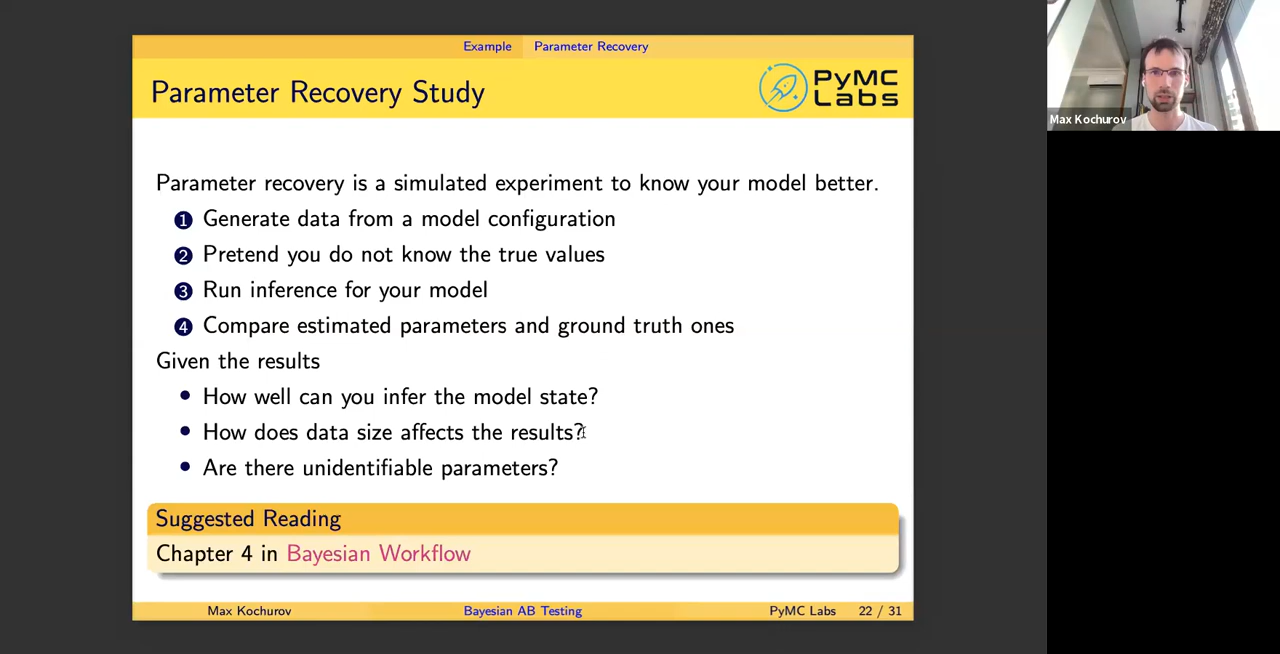 Example Parameter Recovery
Parameter Recovery Study
PyMC
Labs
Max Kochurov
Parameter recovery is a simulated experiment to know your model better.
1 Generate data from a model configuration
2 Pretend you do not know the true values
3 Run inference for your model
4 Compare estimated parameters and ground truth ones
Given the results
• How well can you infer the model state?
• How does data size affects the results?
• Are there unidentifiable parameters?
Suggested Reading
Chapter 4 in Bayesian Workflow
Max Kochurov Bayesian AB Testing PyMC Labs 22 / 31